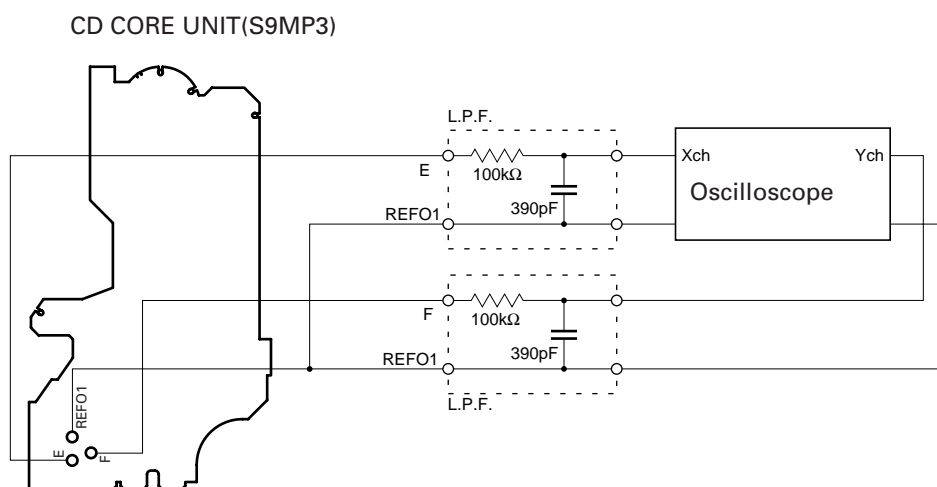 CD CORE UNIT(S9MP3)
L.P.F.
E
100kΩ
390pF
REFO1
Xch
Ych
Oscilloscope
F
100kΩ
390pF
REFO1
L.P.F.
REFO1
E
F